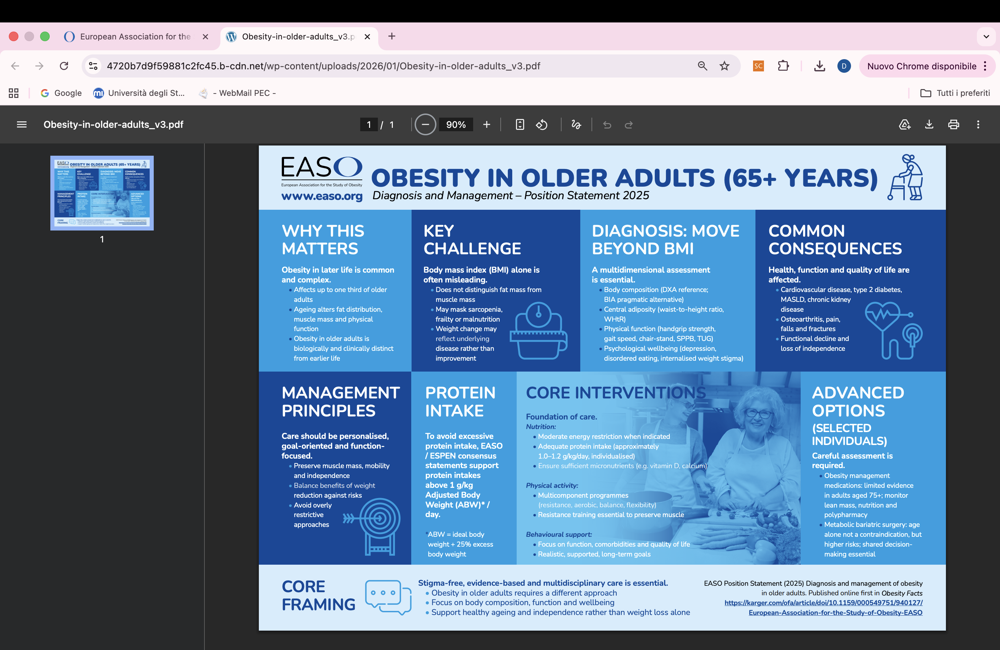 European Association for the
Obesity-in-older-adults_v3.p
4720b7d9f59881c2fc45.b-cdn.net/wp-content/uploads/2026/01/Obesity-in-older-adults_v3.pdf
SC
D
Nuovo Chrome disponibile
Google
mi
Università degli St...
- WebMail PEC -
Tutti i preferiti
Obesity-in-older-adults_v3.pdf
1 / 1
90%
1
EASO
European Association for the Study of Obesity
www.easo.org
OBESITY IN OLDER ADULTS (65+ YEARS)
Diagnosis and Management – Position Statement 2025
WHY THIS
MATTERS
Obesity in later life is common
and complex.
• Affects up to one third of older
adults
• Ageing alters fat distribution,
muscle mass and physical
function
• Obesity in older adults is
biologically and clinically distinct
from earlier life
KEY
CHALLENGE
Body mass index (BMI) alone is
often misleading.
• Does not distinguish fat mass from
muscle mass
• May mask sarcopenia,
frailty or malnutrition
• Weight change may
reflect underlying
disease rather than
improvement
DIAGNOSIS: MOVE
BEYOND BMI
A multidimensional assessment
is essential.
• Body composition (DXA reference;
BIA pragmatic alternative)
• Central adiposity (waist-to-height ratio,
WHtR)
• Physical function (handgrip strength,
gait speed, chair-stand, SPPB, TUG)
• Psychological wellbeing (depression,
disordered eating, internalised weight stigma)
COMMON
CONSEQUENCES
Health, function and quality of life are
affected.
• Cardiovascular disease, type 2 diabetes,
MASLD, chronic kidney
disease
• Osteoarthritis, pain,
falls and fractures
• Functional decline and
loss of independence
MANAGEMENT
PRINCIPLES
Care should be personalised,
goal-oriented and function-
focused.
• Preserve muscle mass, mobility
and independence
• Balance benefits of weight
reduction against risks
• Avoid overly
restrictive
approaches
PROTEIN
INTAKE
To avoid excessive
protein intake, EASO
/ ESPEN consensus
statements support
protein intakes
above 1 g/kg
Adjusted Body
Weight (ABW)* /
day.
*ABW = ideal body
weight + 25% excess
body weight
CORE INTERVENTIONS
Foundation of care.
Nutrition:
• Moderate energy restriction when indicated
• Adequate protein intake (approximately
1.0–1.2 g/kg/day, individualised)
• Ensure sufficient micronutrients (e.g. vitamin D, calcium)
Physical activity:
• Multicomponent programmes
(resistance, aerobic, balance, flexibility)
• Resistance training essential to preserve muscle
Behavioural support:
• Focus on function, comorbidities and quality of life
• Realistic, supported, long-term goals
ADVANCED
OPTIONS
(SELECTED
INDIVIDUALS)
Careful assessment is
required.
• Obesity management
medications: limited evidence
in adults aged 75+; monitor
lean mass, nutrition and
polypharmacy
• Metabolic bariatric surgery: age
alone not a contraindication, but
higher risks; shared decision-
making essential
CORE
FRAMING
Stigma-free, evidence-based and multidisciplinary care is essential.
• Obesity in older adults requires a different approach
• Focus on body composition, function and wellbeing
• Support healthy ageing and independence rather than weight loss alone
EASO Position Statement (2025) Diagnosis and management of obesity
in older adults. Published online first in Obesity Facts
https://karger.com/ofa/article/doi/10.1159/000549751/940127/
European-Association-for-the-Study-of-Obesity-EASO